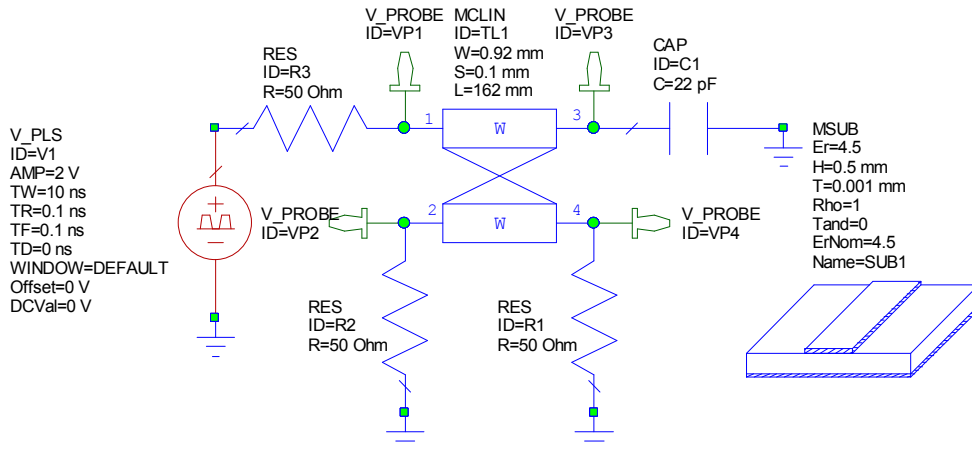 V_PROBE
ID=VP1
MCLIN
ID=TL1
W=0.92 mm
S=0.1 mm
L=162 mm
V_PROBE
ID=VP3
RES
ID=R3
R=50 Ohm
CAP
ID=C1
C=22 pF
1
W
3
V_PLS
ID=V1
AMP=2 V
TW=10 ns
TR=0.1 ns
TF=0.1 ns
TD=0 ns
WINDOW=DEFAULT
Offset=0 V
DCVal=0 V
MSUB
Er=4.5
H=0.5 mm
T=0.001 mm
Rho=1
Tand=0
ErNom=4.5
Name=SUB1
V_PROBE
ID=VP2
2
W
4
V_PROBE
ID=VP4
RES
ID=R2
R=50 Ohm
RES
ID=R1
R=50 Ohm